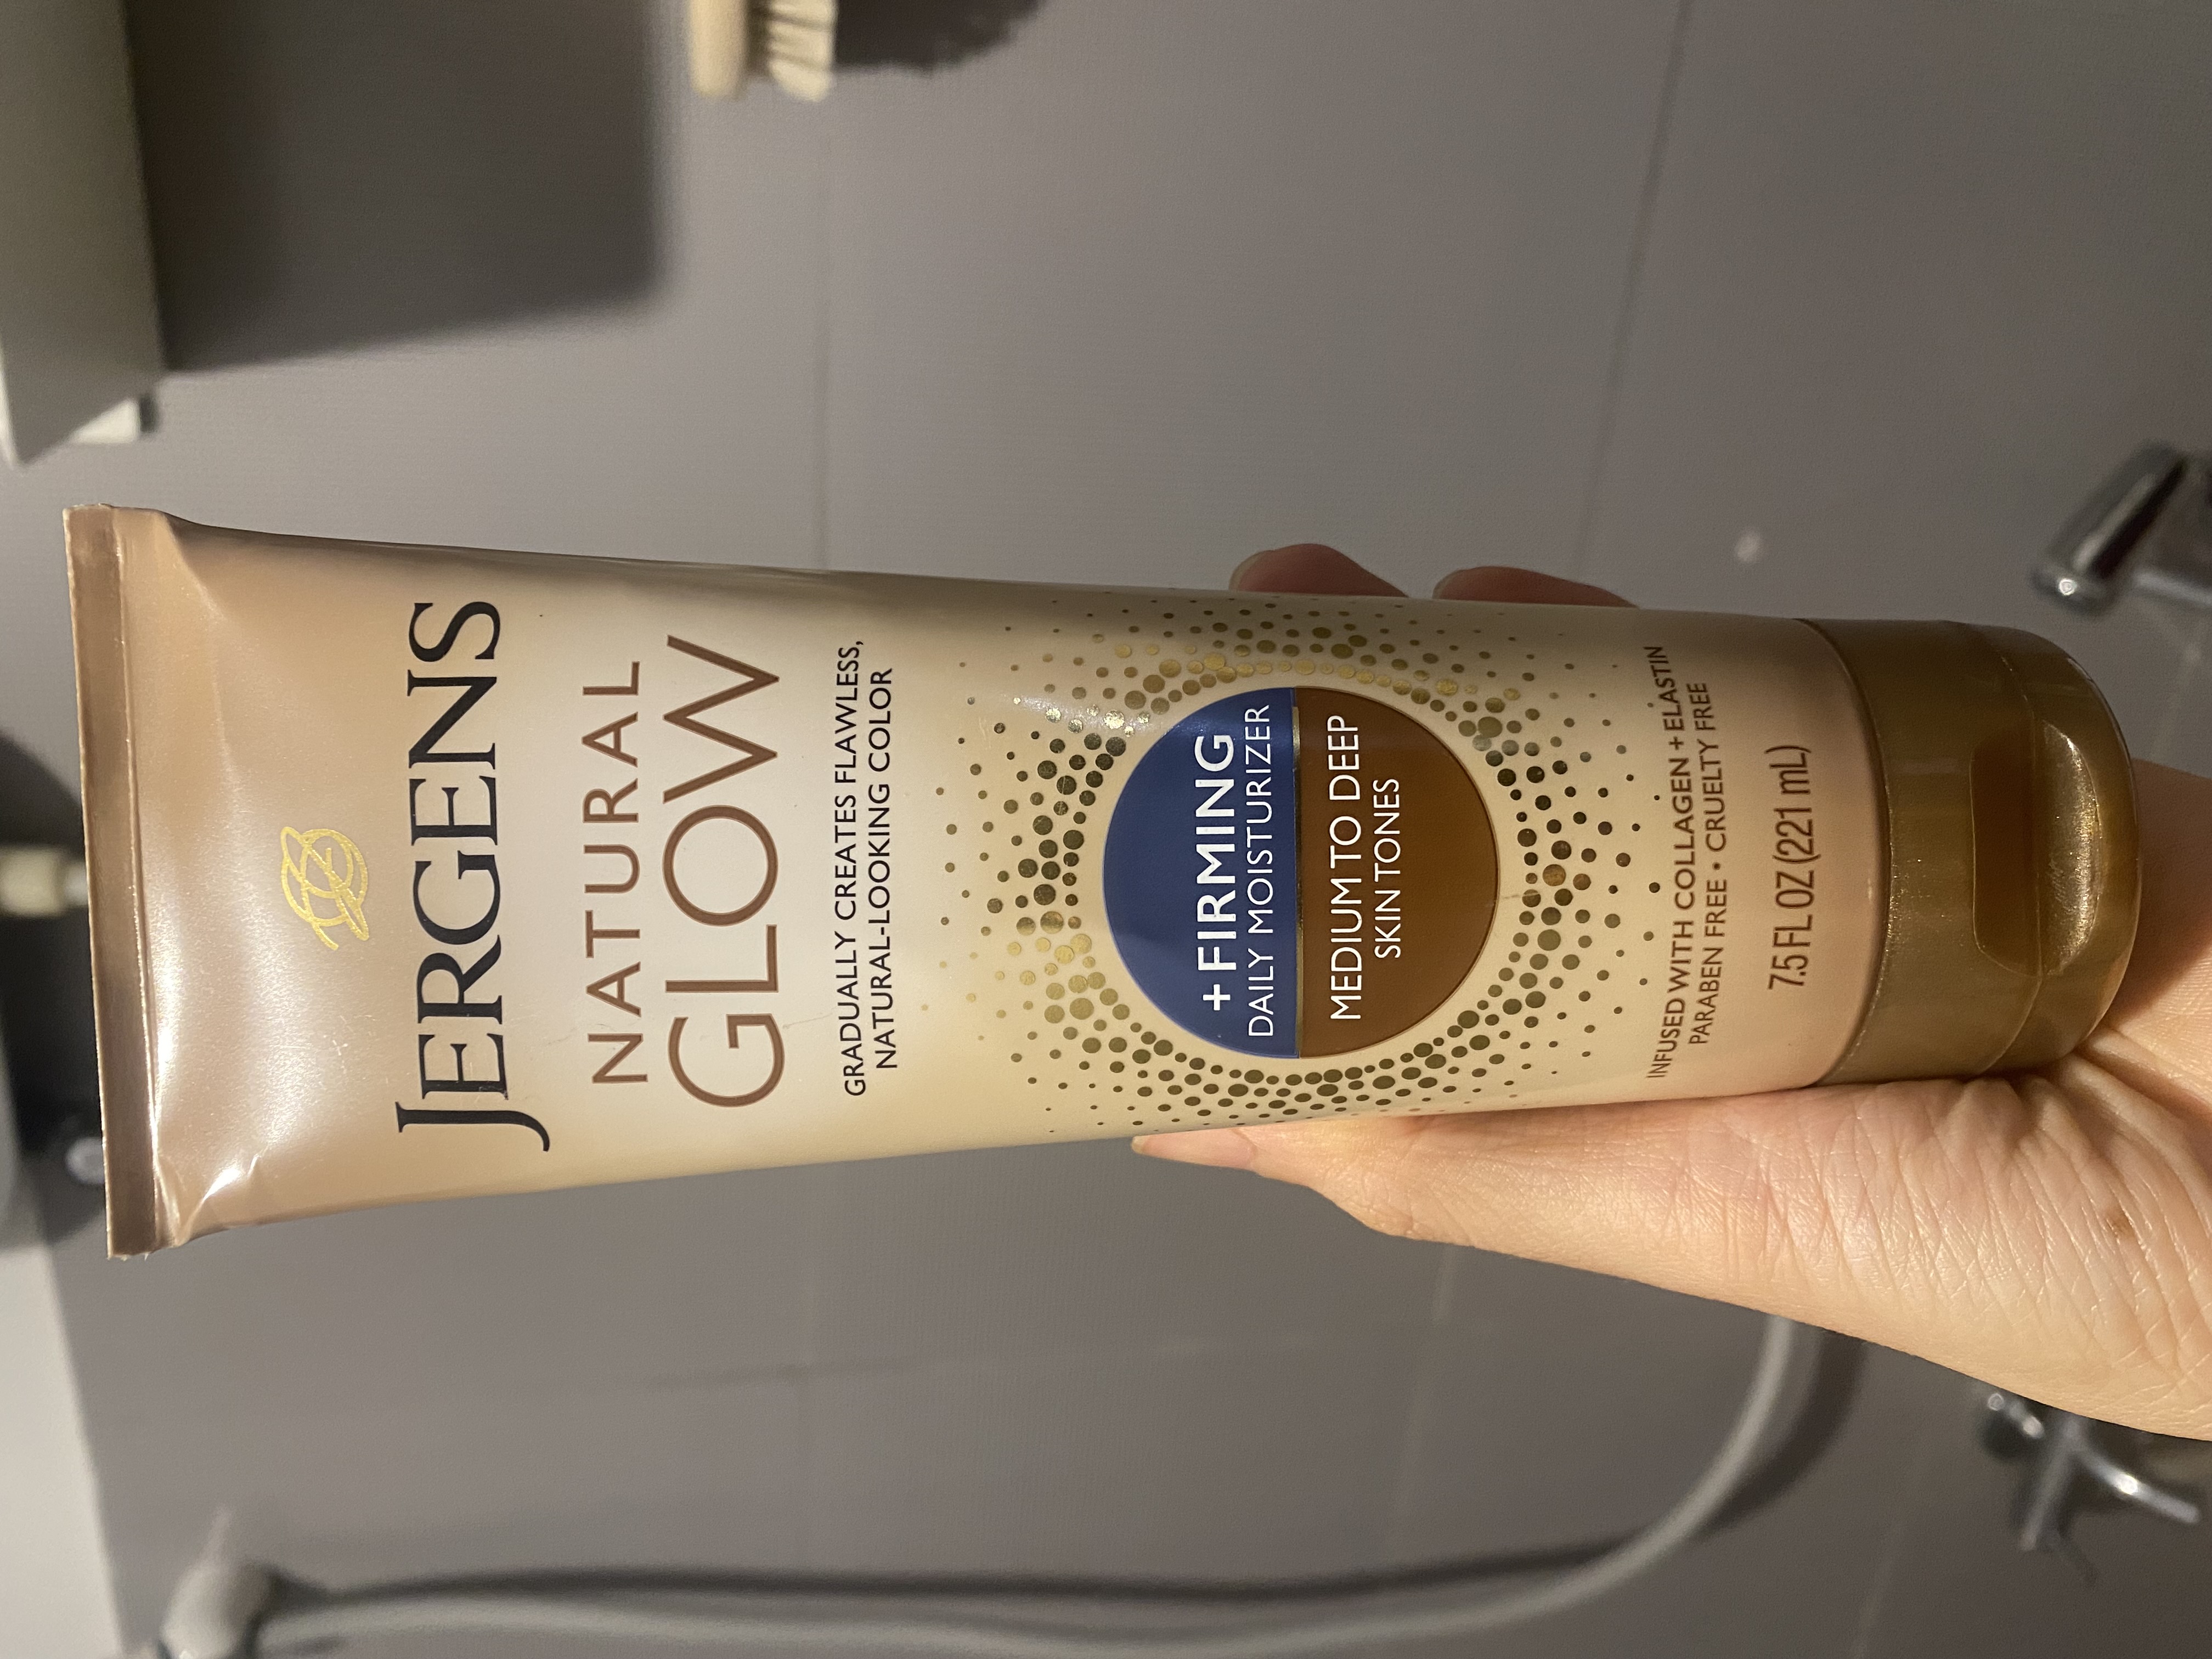 JERGENS
NATURAL
GLOW
GRADUALLY CREATES FLAWLESS,
NATURAL-LOOKING COLOR
+FIRMING
DAILY MOISTURIZER
MEDIUM TO DEEP
SKIN TONES
INFUSED WITH COLLAGEN + ELASTIN
PARABEN FREE • CRUELTY FREE
7.5 FL OZ (221 mL)